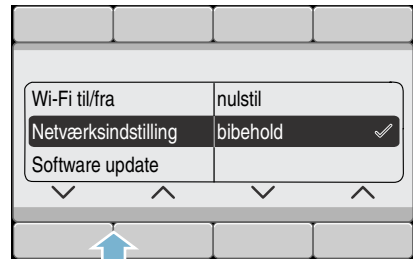 Wi-Fi til/fra nulstil
Netværksindstilling bibehold
Software update